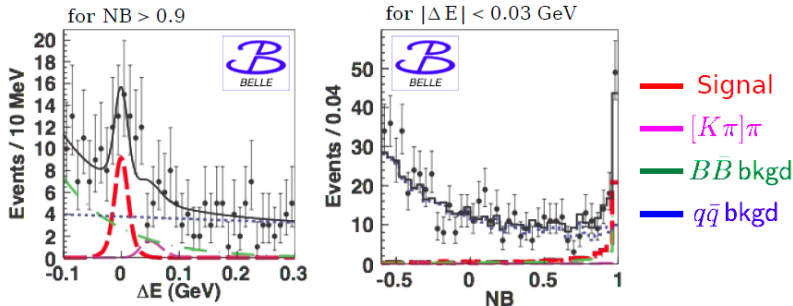 for NB > 0.9
Events / 10 MeV
20
18
16
14
12
10
8
6
4
2
0
BELLE
-0.1
0
0.1
0.2
0.3
ΔE (GeV)
for |ΔE| < 0.03 GeV
Events / 0.04
60
50
40
30
20
10
0
BELLE
-0.5
0
0.5
1
NB
Signal
[Kπ]π
BB̄ bkgd
qq̄ bkgd